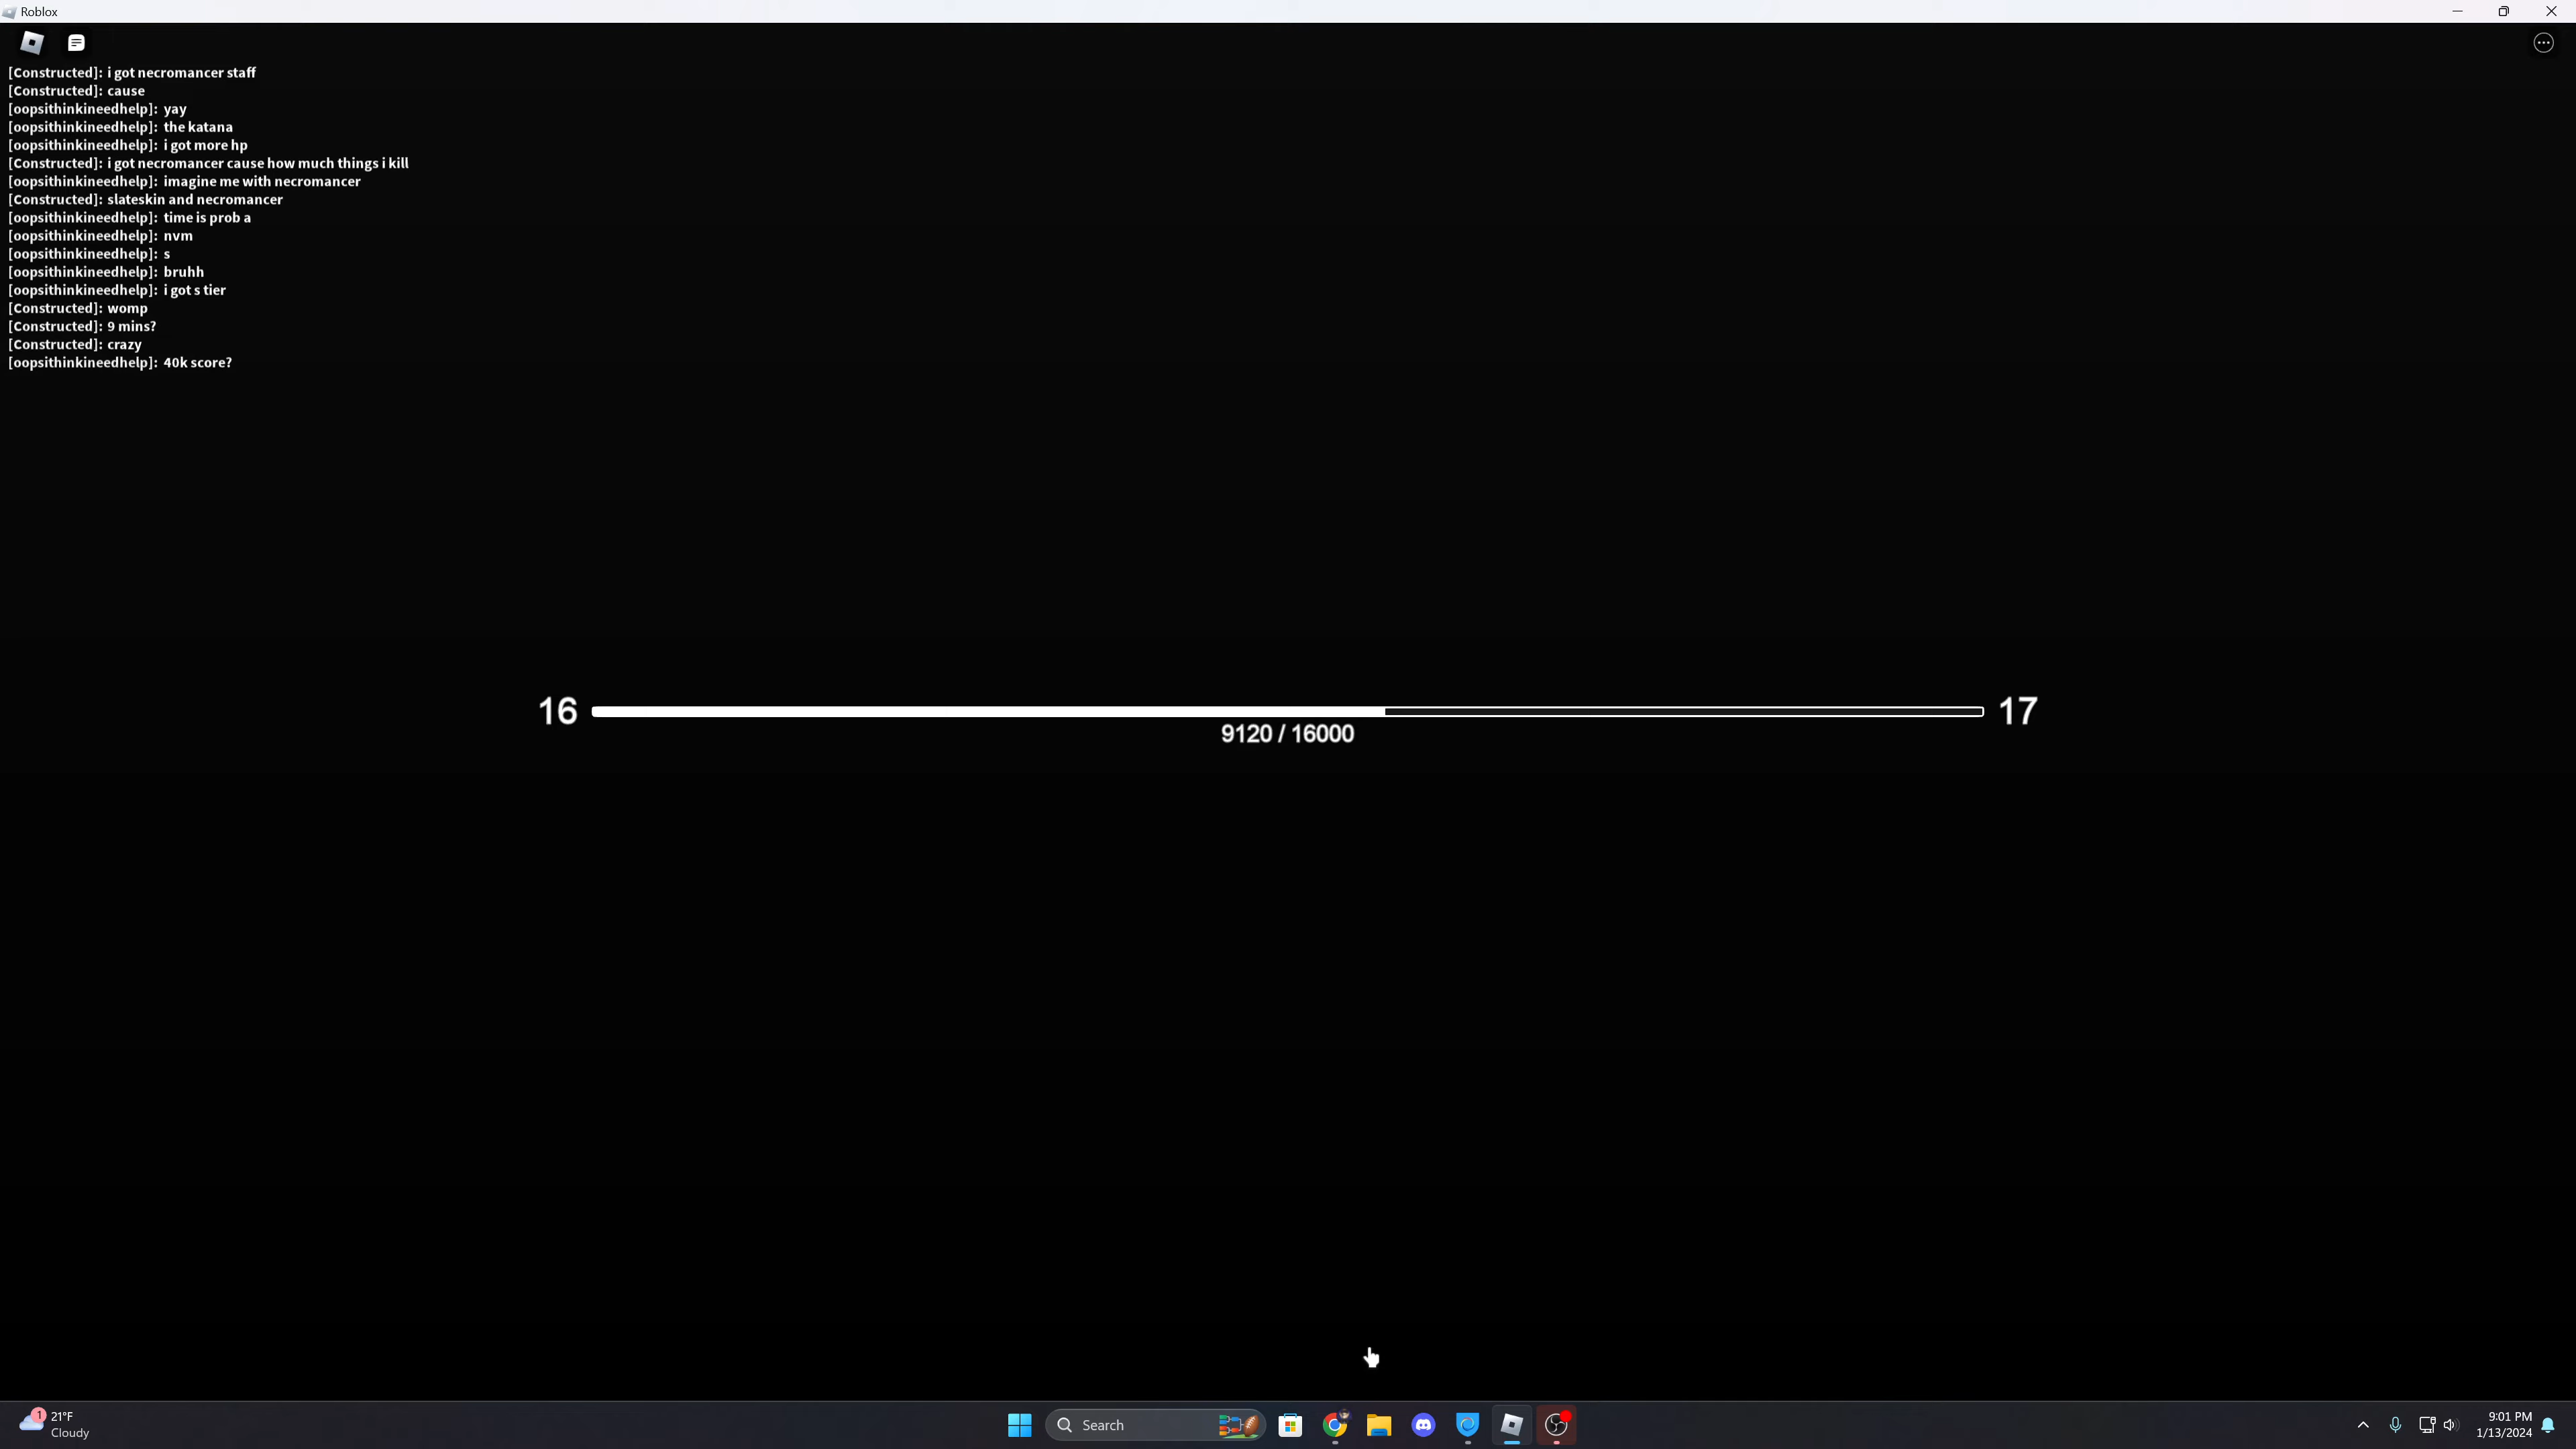 Roblox
[Constructed]: i got necromancer staff
[Constructed]: cause
[oopsithinkineedhelp]: yay
[oopsithinkineedhelp]: the katana
[oopsithinkineedhelp]: i got more hp
[Constructed]: i got necromancer cause how much things i kill
[oopsithinkineedhelp]: imagine me with necromancer
[Constructed]: slateskin and necromancer
[oopsithinkineedhelp]: time is prob a
[oopsithinkineedhelp]: nvm
[oopsithinkineedhelp]: s
[oopsithinkineedhelp]: bruhh
[oopsithinkineedhelp]: i got s tier
[Constructed]: womp
[Constructed]: 9 mins?
[Constructed]: crazy
[oopsithinkineedhelp]: 40k score?
16 17
9120 / 16000
1
21°F
Cloudy
Search
9:01 PM
1/13/2024